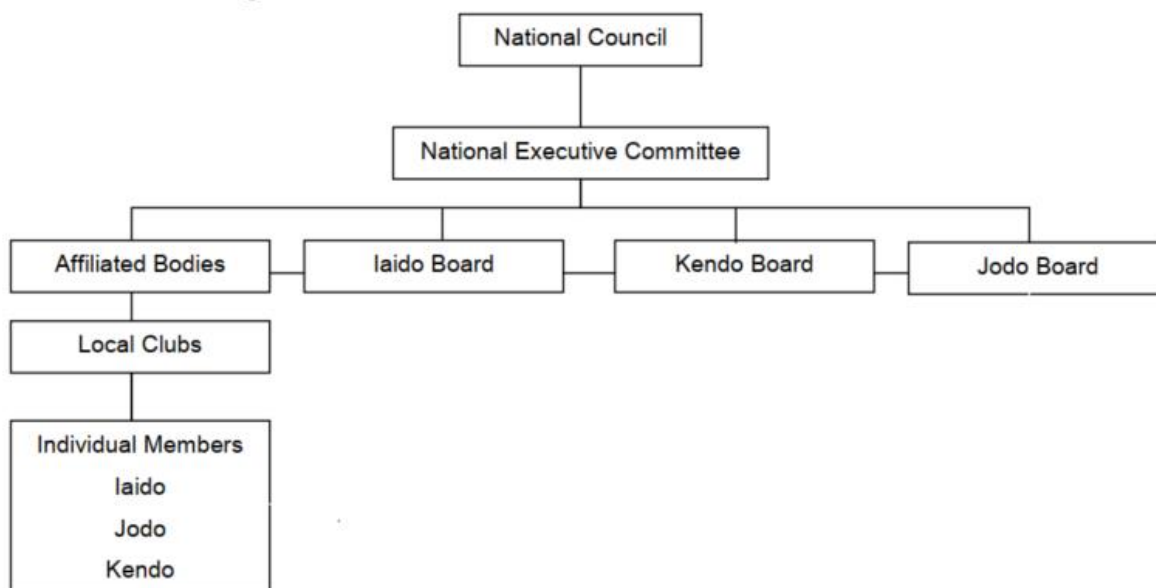 National Council
National Executive Committee
Affiliated Bodies
Iaido Board
Kendo Board
Jodo Board
Local Clubs
Individual Members
Iaido
Jodo
Kendo